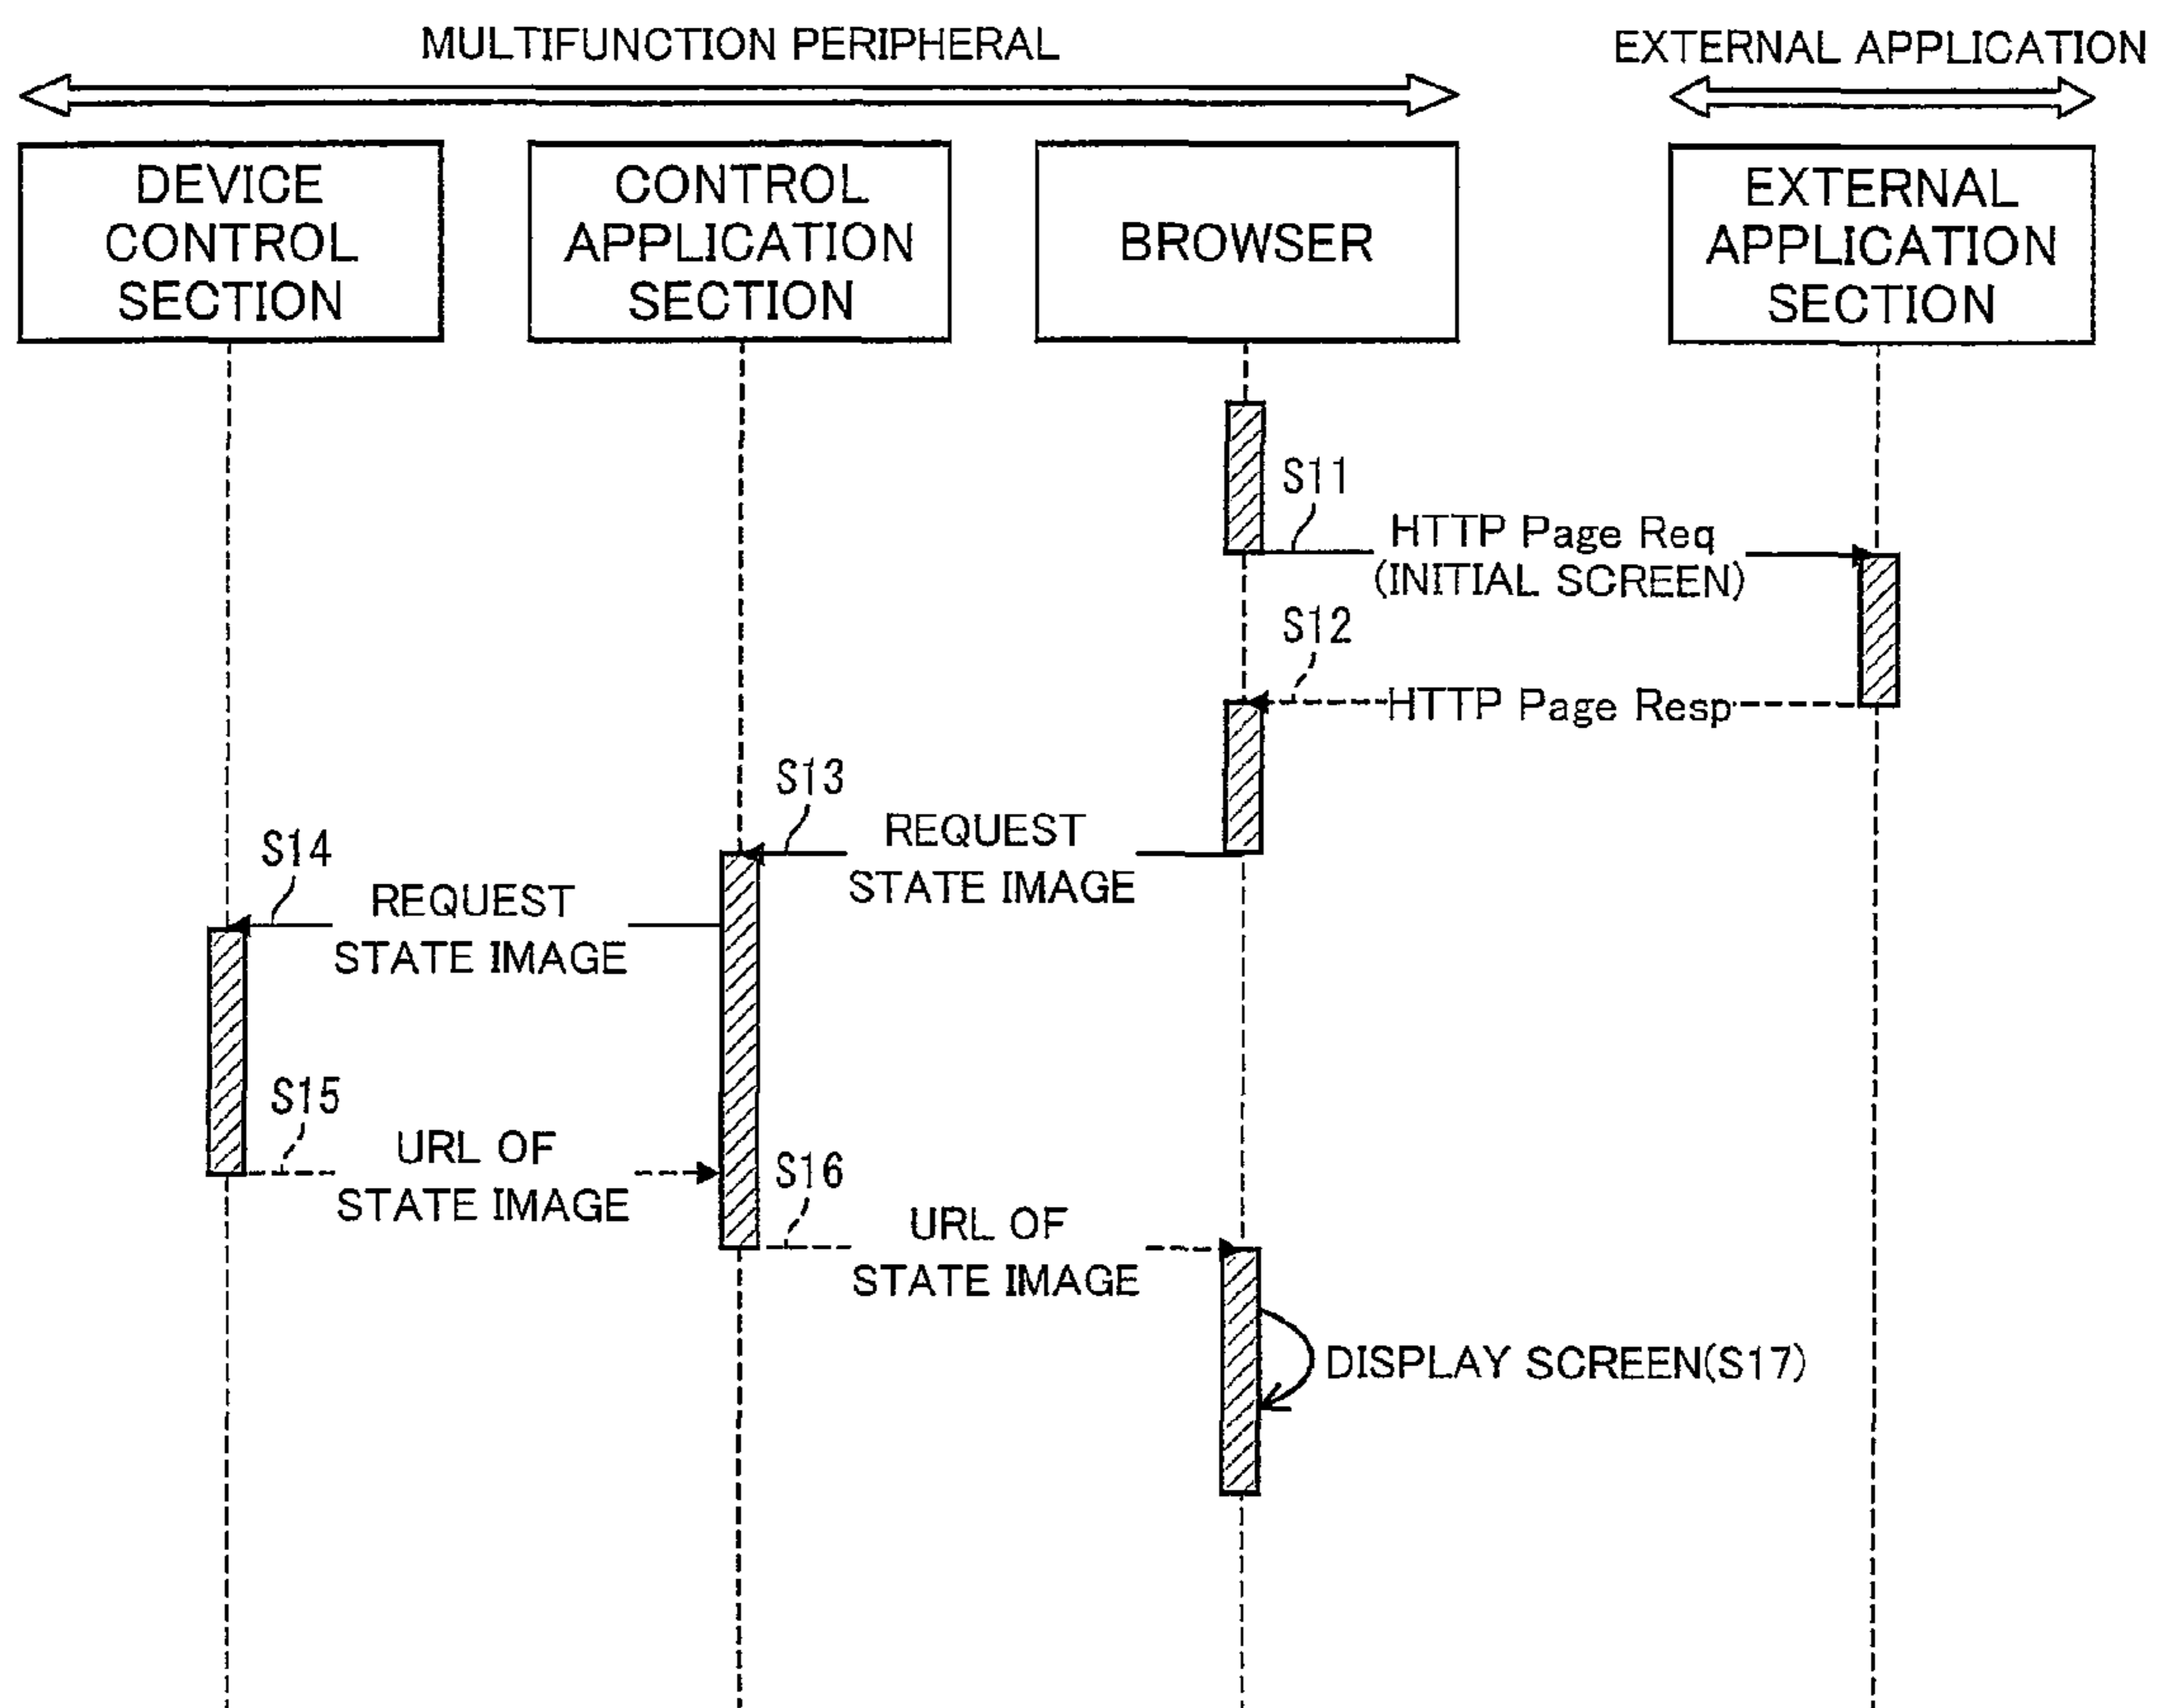 MULTIFUNCTION PERIPHERAL
EXTERNAL APPLICATION
DEVICE
CONTROL
SECTION
CONTROL
APPLICATION
SECTION
BROWSER
EXTERNAL
APPLICATION
SECTION
S11
HTTP Page Req
(INITIAL SCREEN)
S12
HTTP Page Resp
S13
REQUEST
STATE IMAGE
S14
REQUEST
STATE IMAGE
S15
URL OF
STATE IMAGE
S16
URL OF
STATE IMAGE
DISPLAY SCREEN(S17)